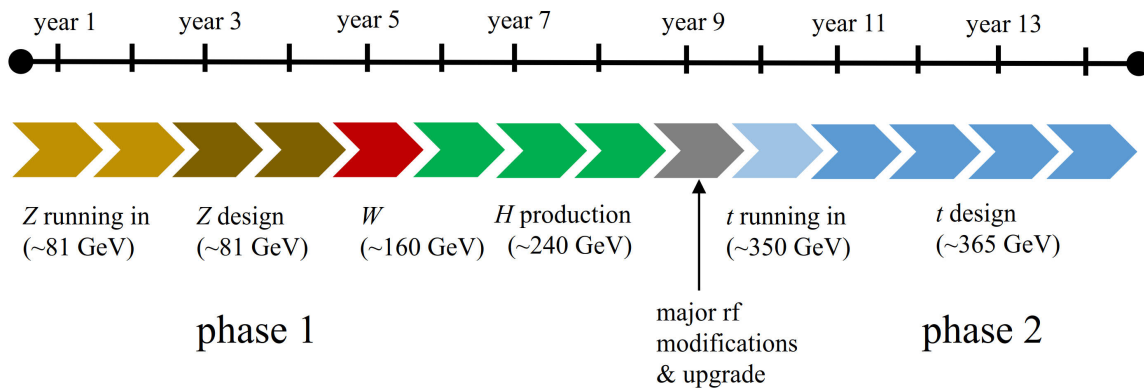 year 1
year 3
year 5
year 7
year 9
year 11
year 13
Z running in
(~81 GeV)
Z design
(~81 GeV)
W
(~160 GeV)
H production
(~240 GeV)
t running in
(~350 GeV)
t design
(~365 GeV)
phase 1
major rf
modifications
& upgrade
phase 2